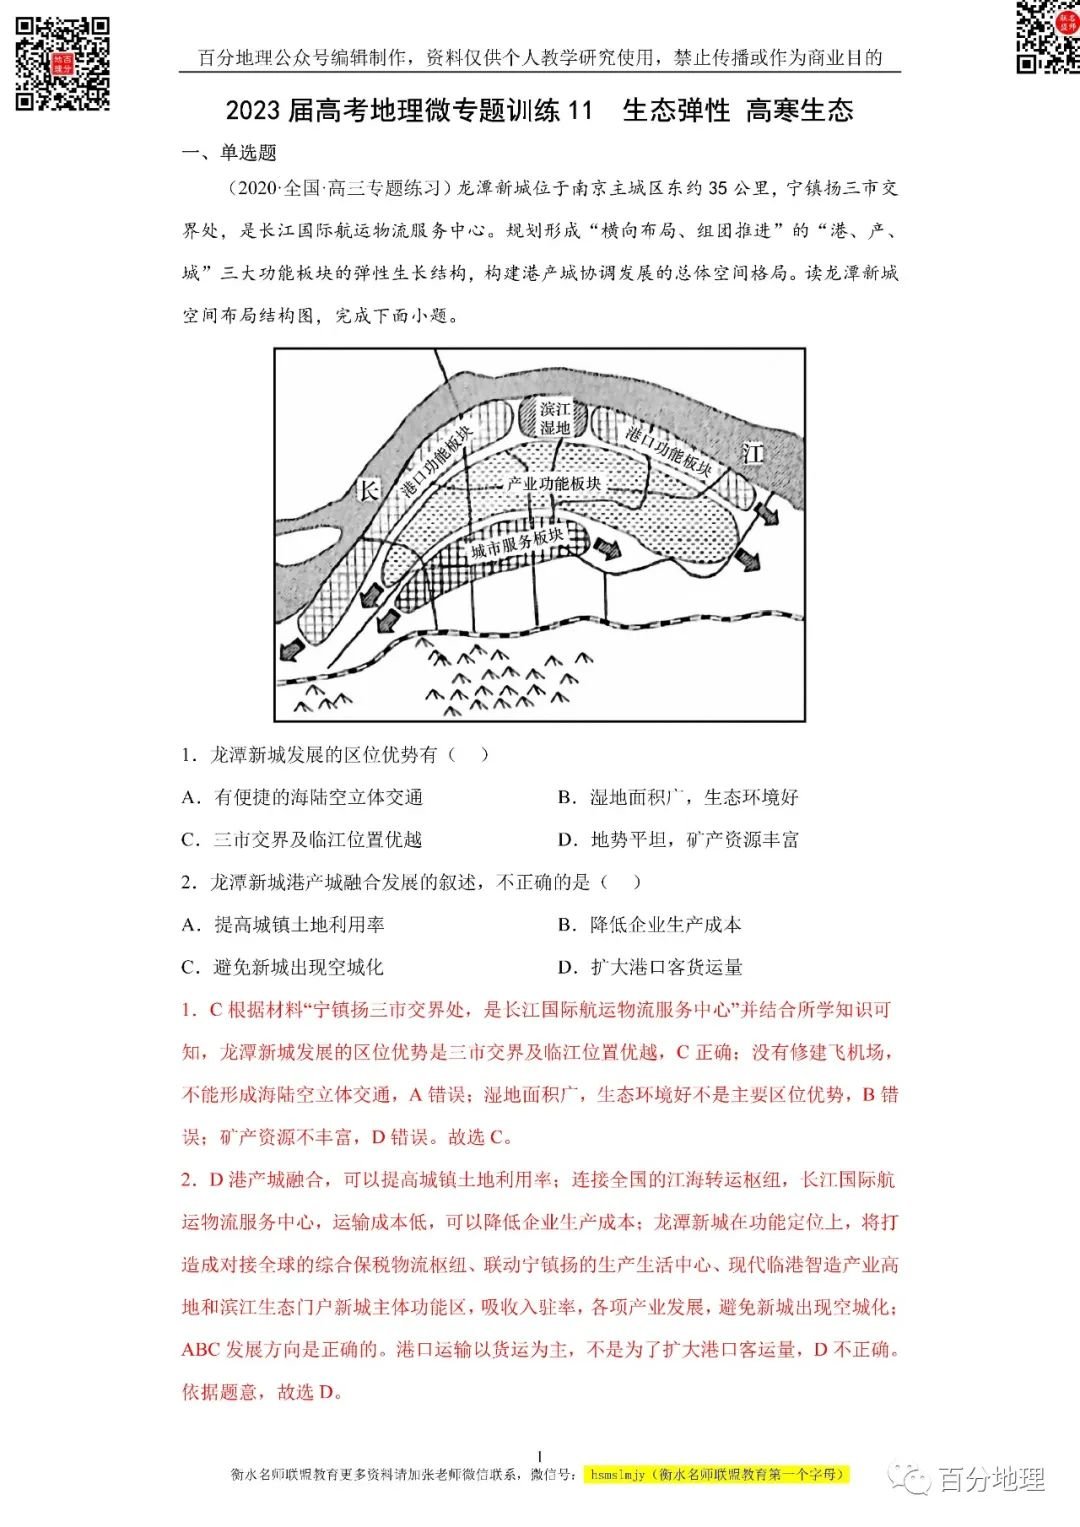 百分地理公众号编辑制作，资料仅供个人教学研究使用，禁止传播或作为商业目的
2023 届高考地理微专题训练 11 生态弹性 高寒生态
一、单选题
（2020·全国·高三专题练习）龙潭新城位于南京主城区东约 35 公里，宁镇扬三市交
界处，是长江国际航运物流服务中心。规划形成“横向布局、组团推进”的“港、产、
城”三大功能板块的弹性生长结构，构建港产城协调发展的总体空间格局。读龙潭新城
空间布局结构图，完成下面小题。
滨江
湿地
港口功能板块
港口功能板块
江
长
产业功能板块
城市服务板块
1．龙潭新城发展的区位优势有（ ）
A．有便捷的海陆空立体交通 B．湿地面积广，生态环境好
C．三市交界及临江位置优越 D．地势平坦，矿产资源丰富
2．龙潭新城港产城融合发展的叙述，不正确的是（ ）
A．提高城镇土地利用率 B．降低企业生产成本
C．避免新城出现空城化 D．扩大港口客货运量
1．C 根据材料“宁镇扬三市交界处，是长江国际航运物流服务中心”并结合所学知识可
知，龙潭新城发展的区位优势是三市交界及临江位置优越，C 正确；没有修建飞机场，
不能形成海陆空立体交通，A 错误；湿地面积广，生态环境好不是主要区位优势，B 错
误；矿产资源不丰富，D 错误。故选 C。
2．D 港产城融合，可以提高城镇土地利用率；连接全国的江海转运枢纽，长江国际航
运物流服务中心，运输成本低，可以降低企业生产成本；龙潭新城在功能定位上，将打
造成对接全球的综合保税物流枢纽、联动宁镇扬的生产生活中心、现代临港智造产业高
地和滨江生态门户新城主体功能区，吸收入驻率，各项产业发展，避免新城出现空城化；
ABC 发展方向是正确的。港口运输以货运为主，不是为了扩大港口客运量，D 不正确。
依据题意，故选 D。
1
衡水名师联盟教育更多资料请加张老师微信联系，微信号： hsmslmjy（衡水名师联盟教育第一个字母）
百分地理